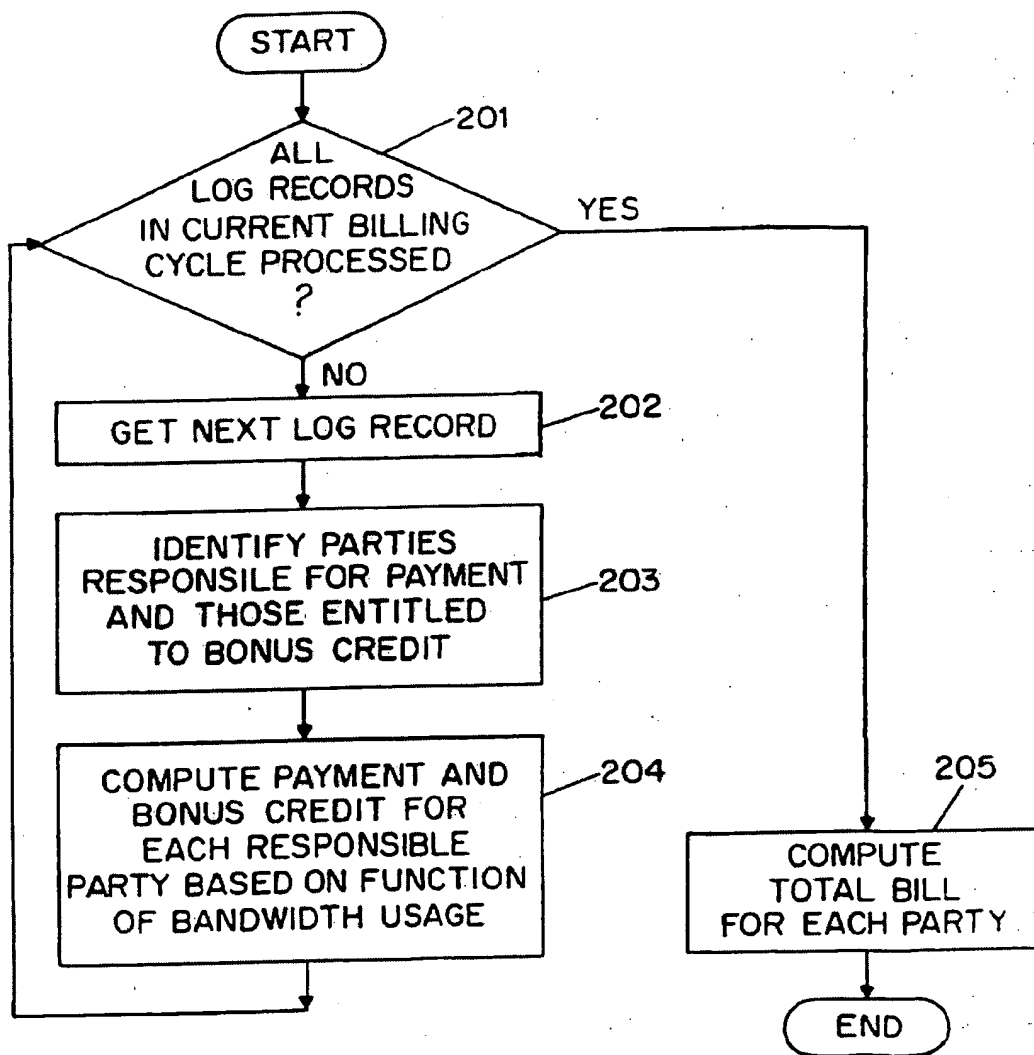 START
201
ALL
LOG RECORDS
IN CURRENT BILLING
CYCLE PROCESSED
?
YES
NO
GET NEXT LOG RECORD
202
IDENTIFY PARTIES
RESPONSILE FOR PAYMENT
AND THOSE ENTITLED
TO BONUS CREDIT
203
COMPUTE PAYMENT AND
BONUS CREDIT FOR
EACH RESPONSIBLE
PARTY BASED ON FUNCTION
OF BANDWIDTH USAGE
204
205
COMPUTE
TOTAL BILL
FOR EACH PARTY
END